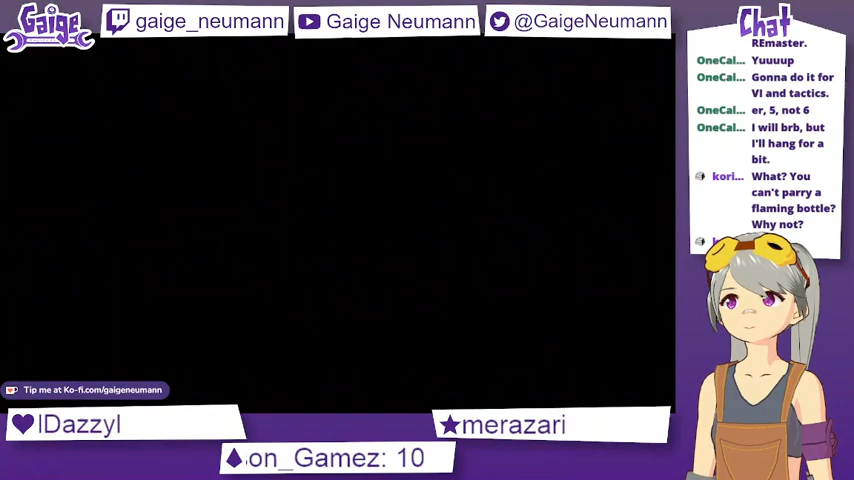 Gaige
gaige_neumann
Gaige Neumann
@GaigeNeumann
Chat
REmaster.
OneCal... Yuuuup
OneCal... Gonna do it for
VI and tactics.
OneCal... er, 5, not 6
OneCal... I will brb, but
I'll hang for a
bit.
kori... What? You
can't parry a
flaming bottle?
Why not?
Tip me at Ko-fi.com/gaigeneumann
lDazzyl
merazari
on_Gamez: 10